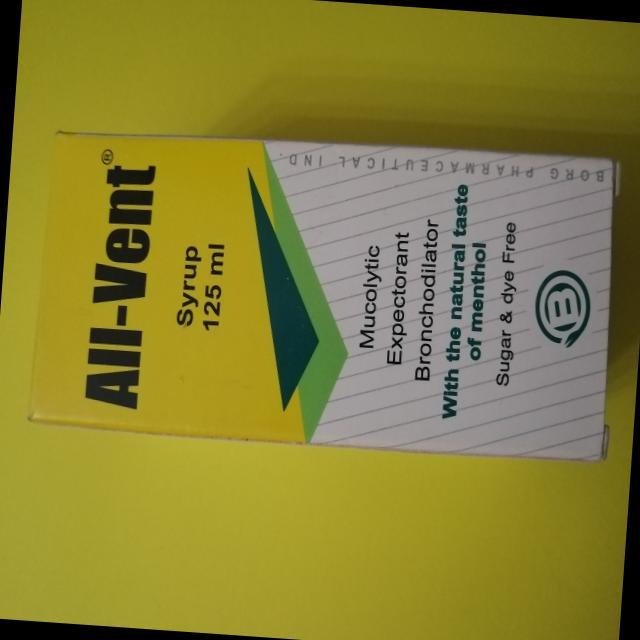 All-Vent®
Syrup
125 ml
Mucolytic
Expectorant
Bronchodilator
With the natural taste
of menthol
Sugar & dye Free
BORG PHARMACEUTICAL IND.